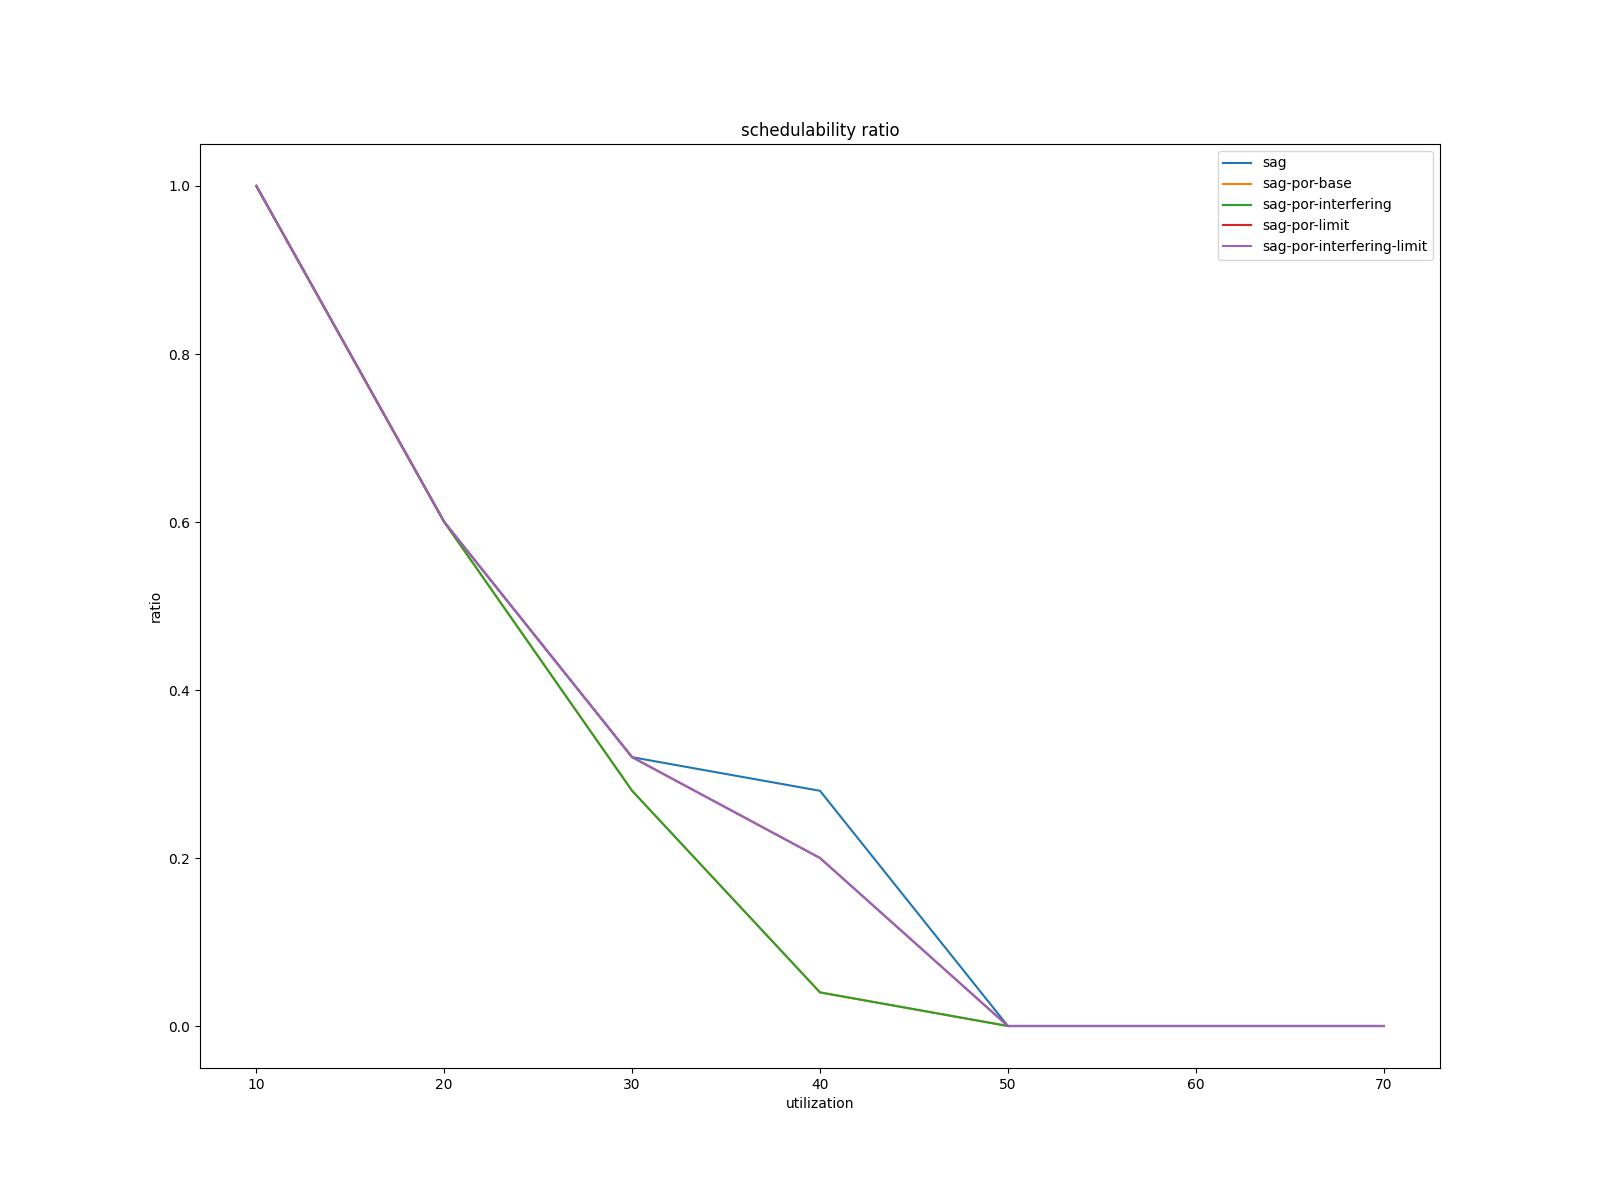 schedulability ratio
sag
sag-por-base
sag-por-interfering
sag-por-limit
sag-por-interfering-limit
1.0
0.8
0.6
0.4
0.2
0.0
ratio
10 20 30 40 50 60 70
utilization